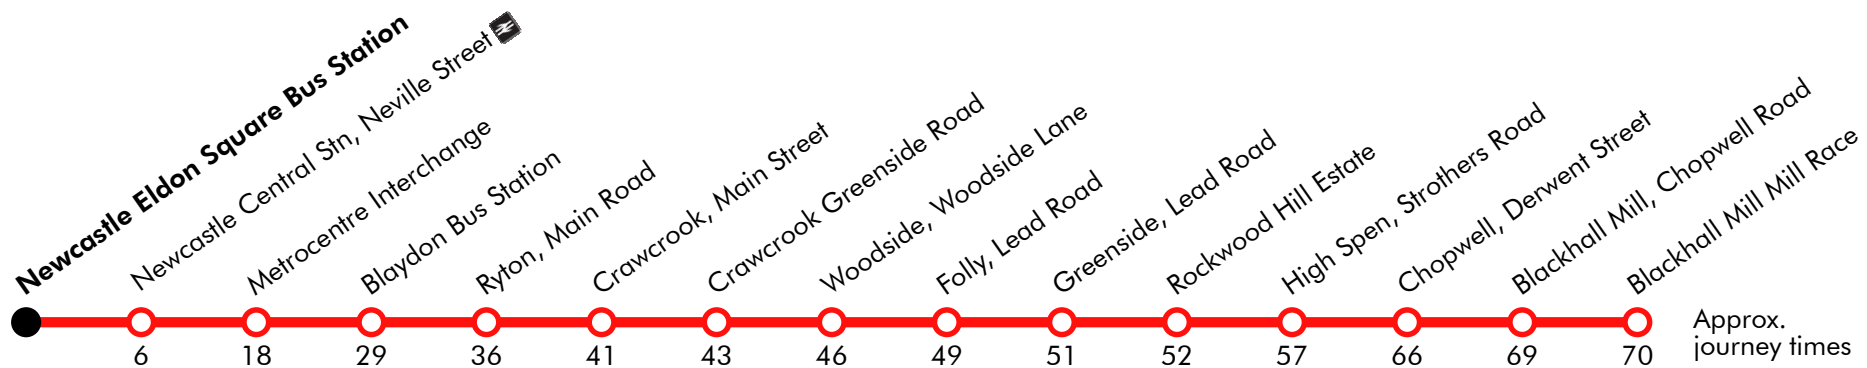 Newcastle Eldon Square Bus Station
Newcastle Central Stn, Neville Street
Metrocentre Interchange
Blaydon Bus Station
Ryton, Main Road
Crawcrook, Main Street
Crawcrook Greenside Road
Woodside, Woodside Lane
Folly, Lead Road
Greenside, Lead Road
Rockwood Hill Estate
High Spen, Strothers Road
Chopwell, Derwent Street
Blackhall Mill, Chopwell Road
Blackhall Mill Mill Race
6 18 29 36 41 43 46 49 51 52 57 66 69 70
Approx.
journey times